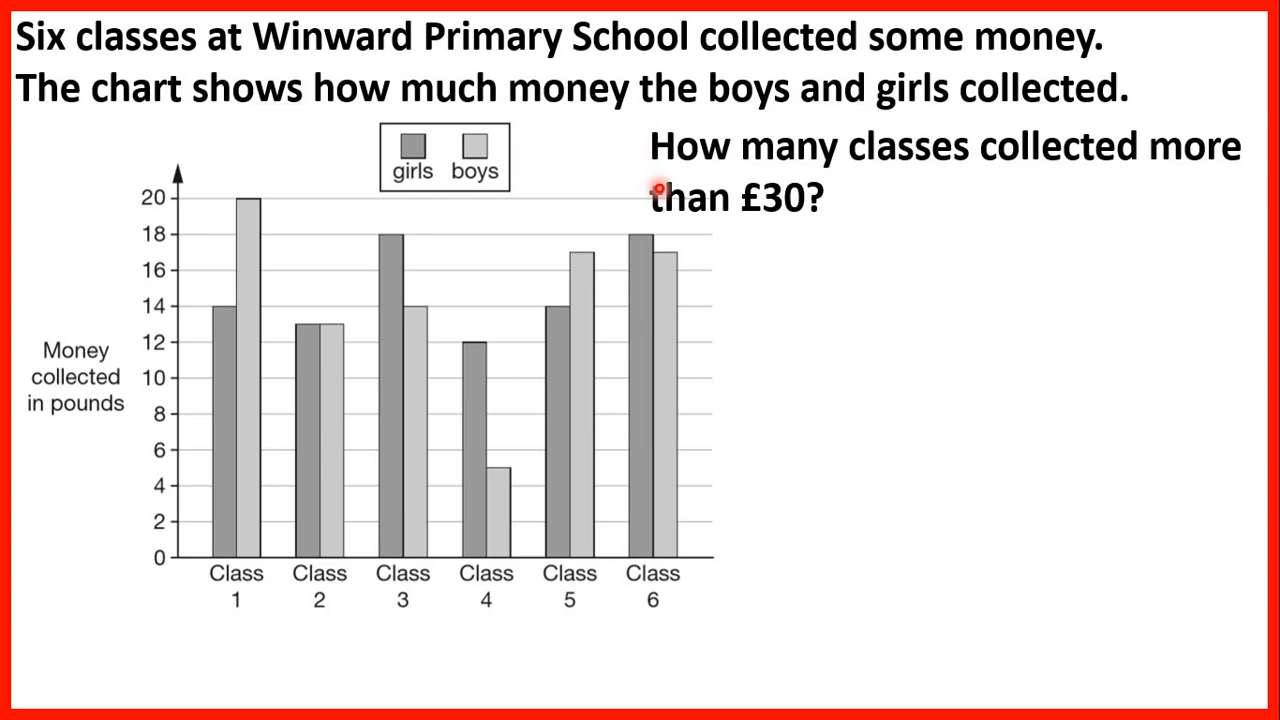 Six classes at Winward Primary School collected some money.
The chart shows how much money the boys and girls collected.
How many classes collected more
than £30?
girls boys
20
18
16
14
12
10
8
6
4
2
0
Money
collected
in pounds
Class Class Class Class Class Class
1 2 3 4 5 6